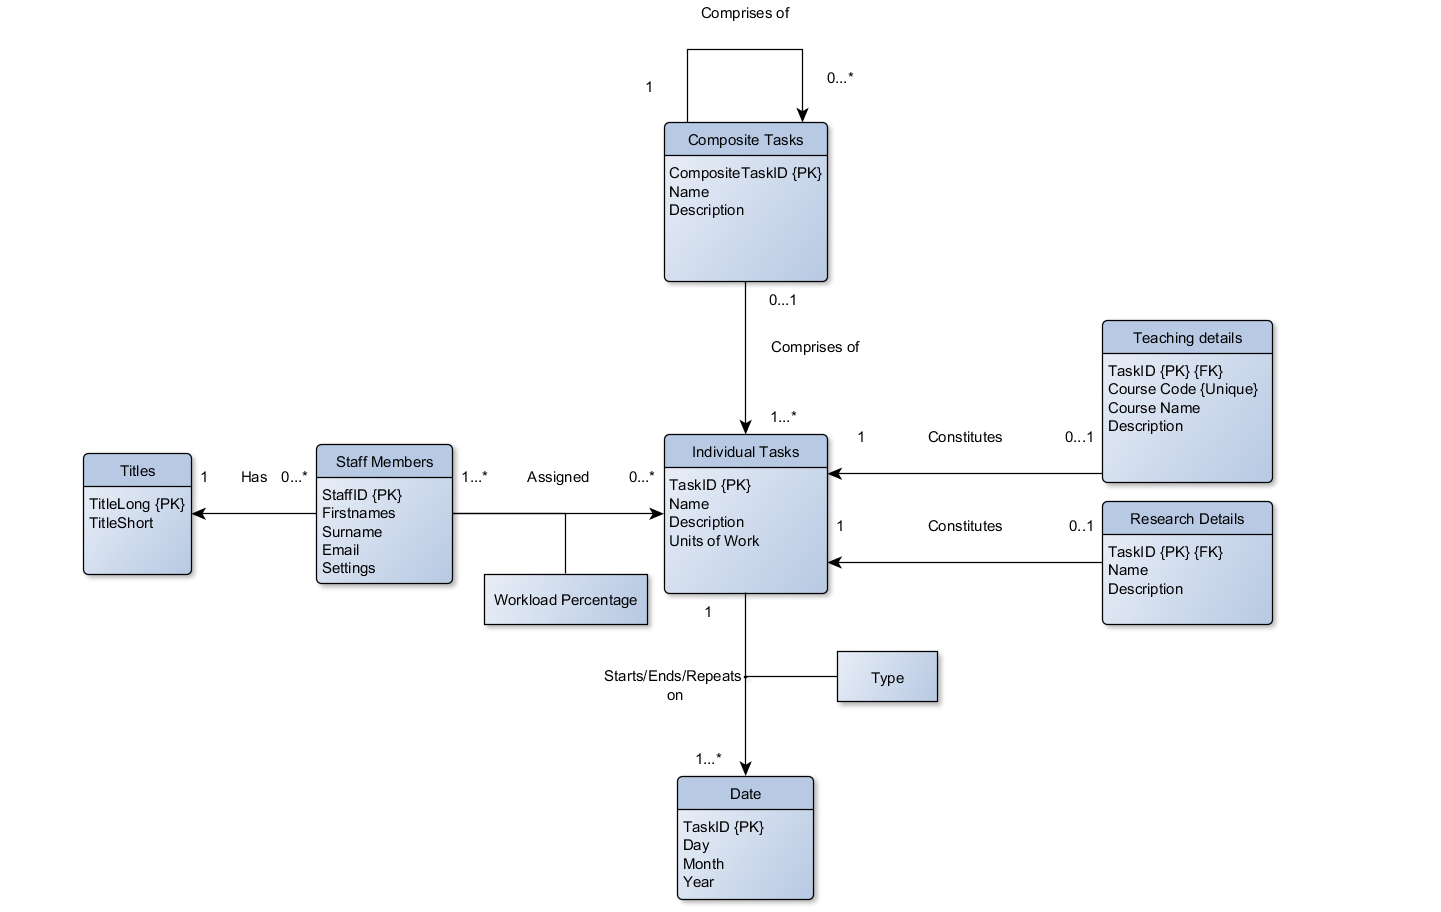 Comprises of
1
0...*
Composite Tasks
CompositeTaskID {PK}
Name
Description
0...1
Comprises of
1...*
Teaching details
TaskID {PK} {FK}
Course Code {Unique}
Course Name
Description
1
Constitutes
0...1
Titles
TitleLong {PK}
TitleShort
1
Has
0...*
Staff Members
StaffID {PK}
Firstnames
Surname
Email
Settings
1...*
Assigned
0...*
Individual Tasks
TaskID {PK}
Name
Description
Units of Work
1
Constitutes
0..1
Research Details
TaskID {PK} {FK}
Name
Description
Workload Percentage
1
Starts/Ends/Repeats
on
Type
1...*
Date
TaskID {PK}
Day
Month
Year